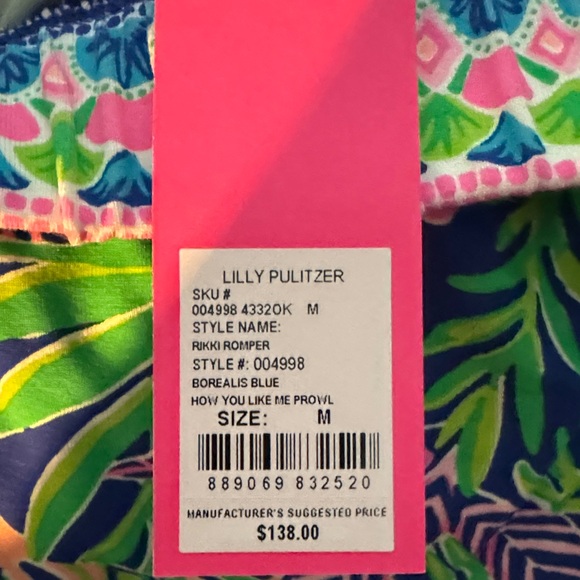 LILLY PULITZER
SKU #
004998 4332OK M
STYLE NAME:
RIKKI ROMPER
STYLE #: 004998
BOREALIS BLUE
HOW YOU LIKE ME PROWL
SIZE: M
889069 832520
MANUFACTURER'S SUGGESTED PRICE
$138.00